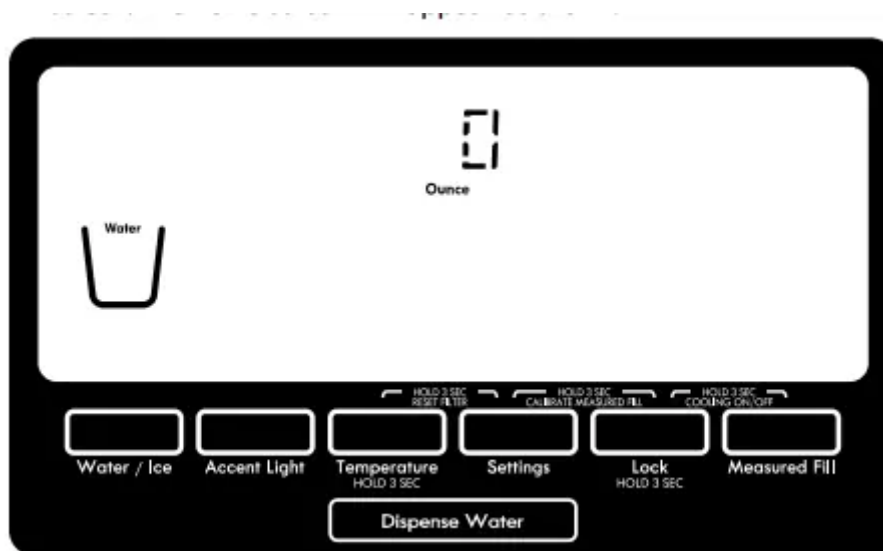 0
Ounce
Water
HOLD 3 SEC HOLD 3 SEC HOLD 3 SEC
RESET FILTER CALIBRATE MEASURED FILL COOLING ON/OFF
Water / Ice Accent Light Temperature Settings Lock Measured Fill
HOLD 3 SEC HOLD 3 SEC
Dispense Water